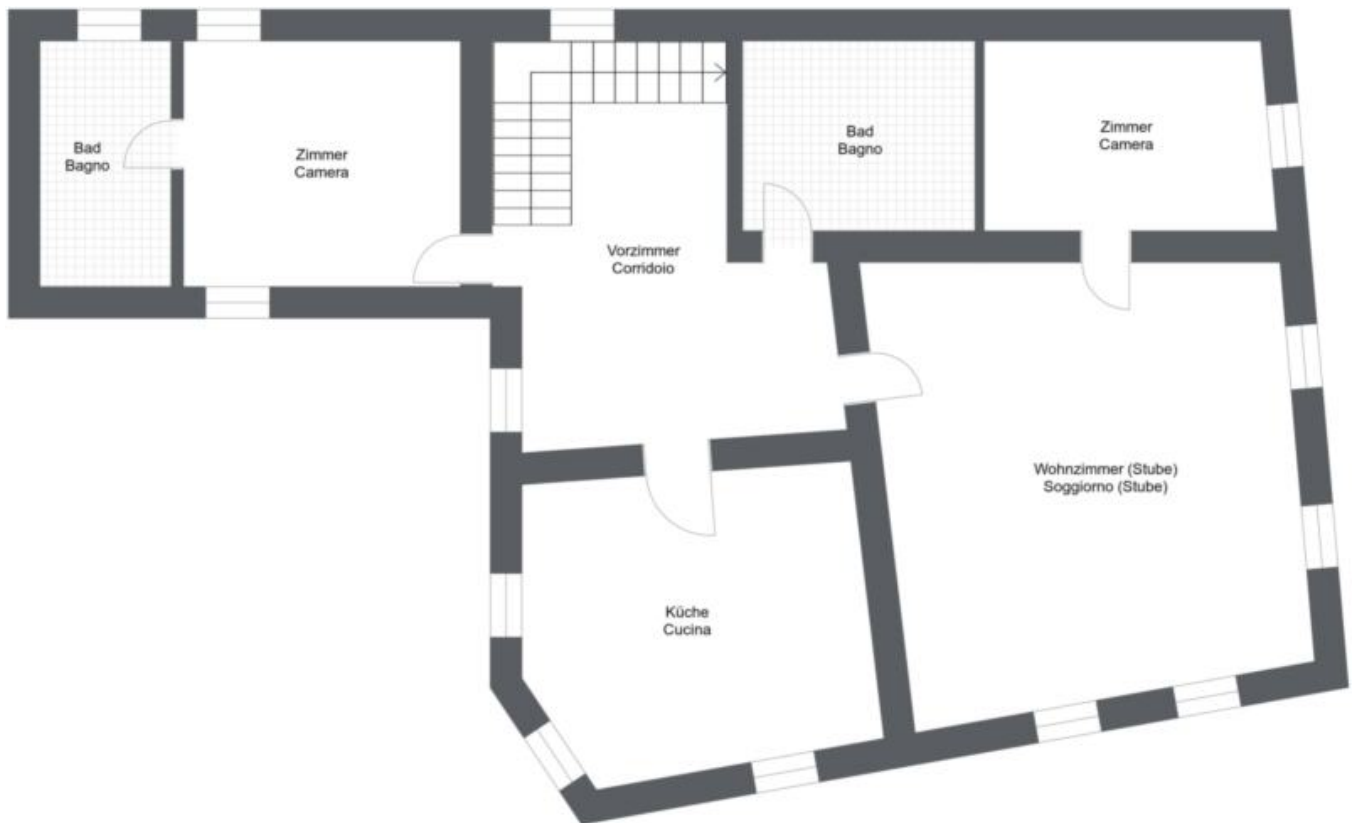 Bad
Bagno
Zimmer
Camera
Vorzimmer
Corridoio
Bad
Bagno
Zimmer
Camera
Wohnzimmer (Stube)
Soggiorno (Stube)
Küche
Cucina